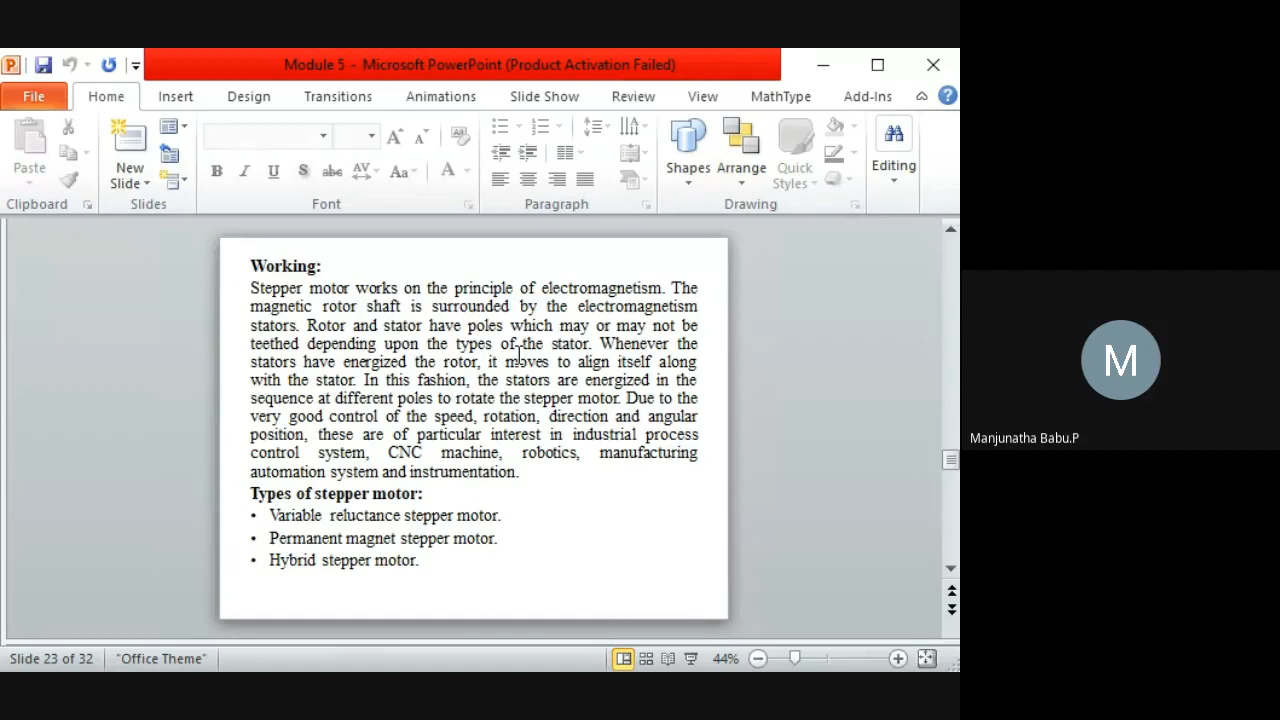 Module 5 - Microsoft PowerPoint (Product Activation Failed)
File Home Insert Design Transitions Animations Slide Show Review View MathType Add-Ins
Paste
New
Slide
Shapes Arrange Quick
Styles
Editing
Clipboard Slides Font Paragraph Drawing
Working:
Stepper motor works on the principle of electromagnetism. The
magnetic rotor shaft is surrounded by the electromagnetism
stators. Rotor and stator have poles which may or may not be
teethed depending upon the types of the stator. Whenever the
stators have energized the rotor, it moves to align itself along
with the stator. In this fashion, the stators are energized in the
sequence at different poles to rotate the stepper motor. Due to the
very good control of the speed, rotation, direction and angular
position, these are of particular interest in industrial process
control system, CNC machine, robotics, manufacturing
automation system and instrumentation.
Types of stepper motor:
• Variable reluctance stepper motor.
• Permanent magnet stepper motor.
• Hybrid stepper motor.
Slide 23 of 32 "Office Theme" 44%
M
Manjunatha Babu.P